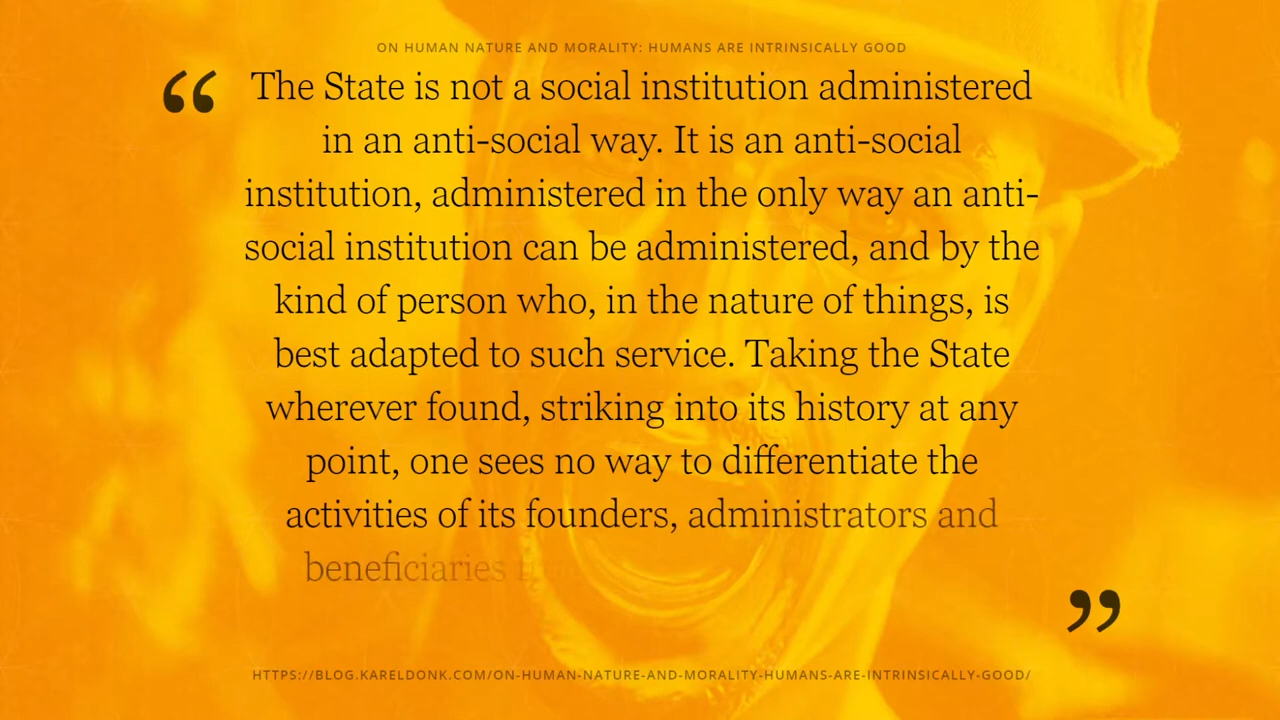 ON HUMAN NATURE AND MORALITY: HUMANS ARE INTRINSICALLY GOOD
“ The State is not a social institution administered
in an anti-social way. It is an anti-social
institution, administered in the only way an anti-
social institution can be administered, and by the
kind of person who, in the nature of things, is
best adapted to such service. Taking the State
wherever found, striking into its history at any
point, one sees no way to differentiate the
activities of its founders, administrators and
beneficiaries
”
HTTPS://BLOG.KARELDONK.COM/ON-HUMAN-NATURE-AND-MORALITY-HUMANS-ARE-INTRINSICALLY-GOOD/